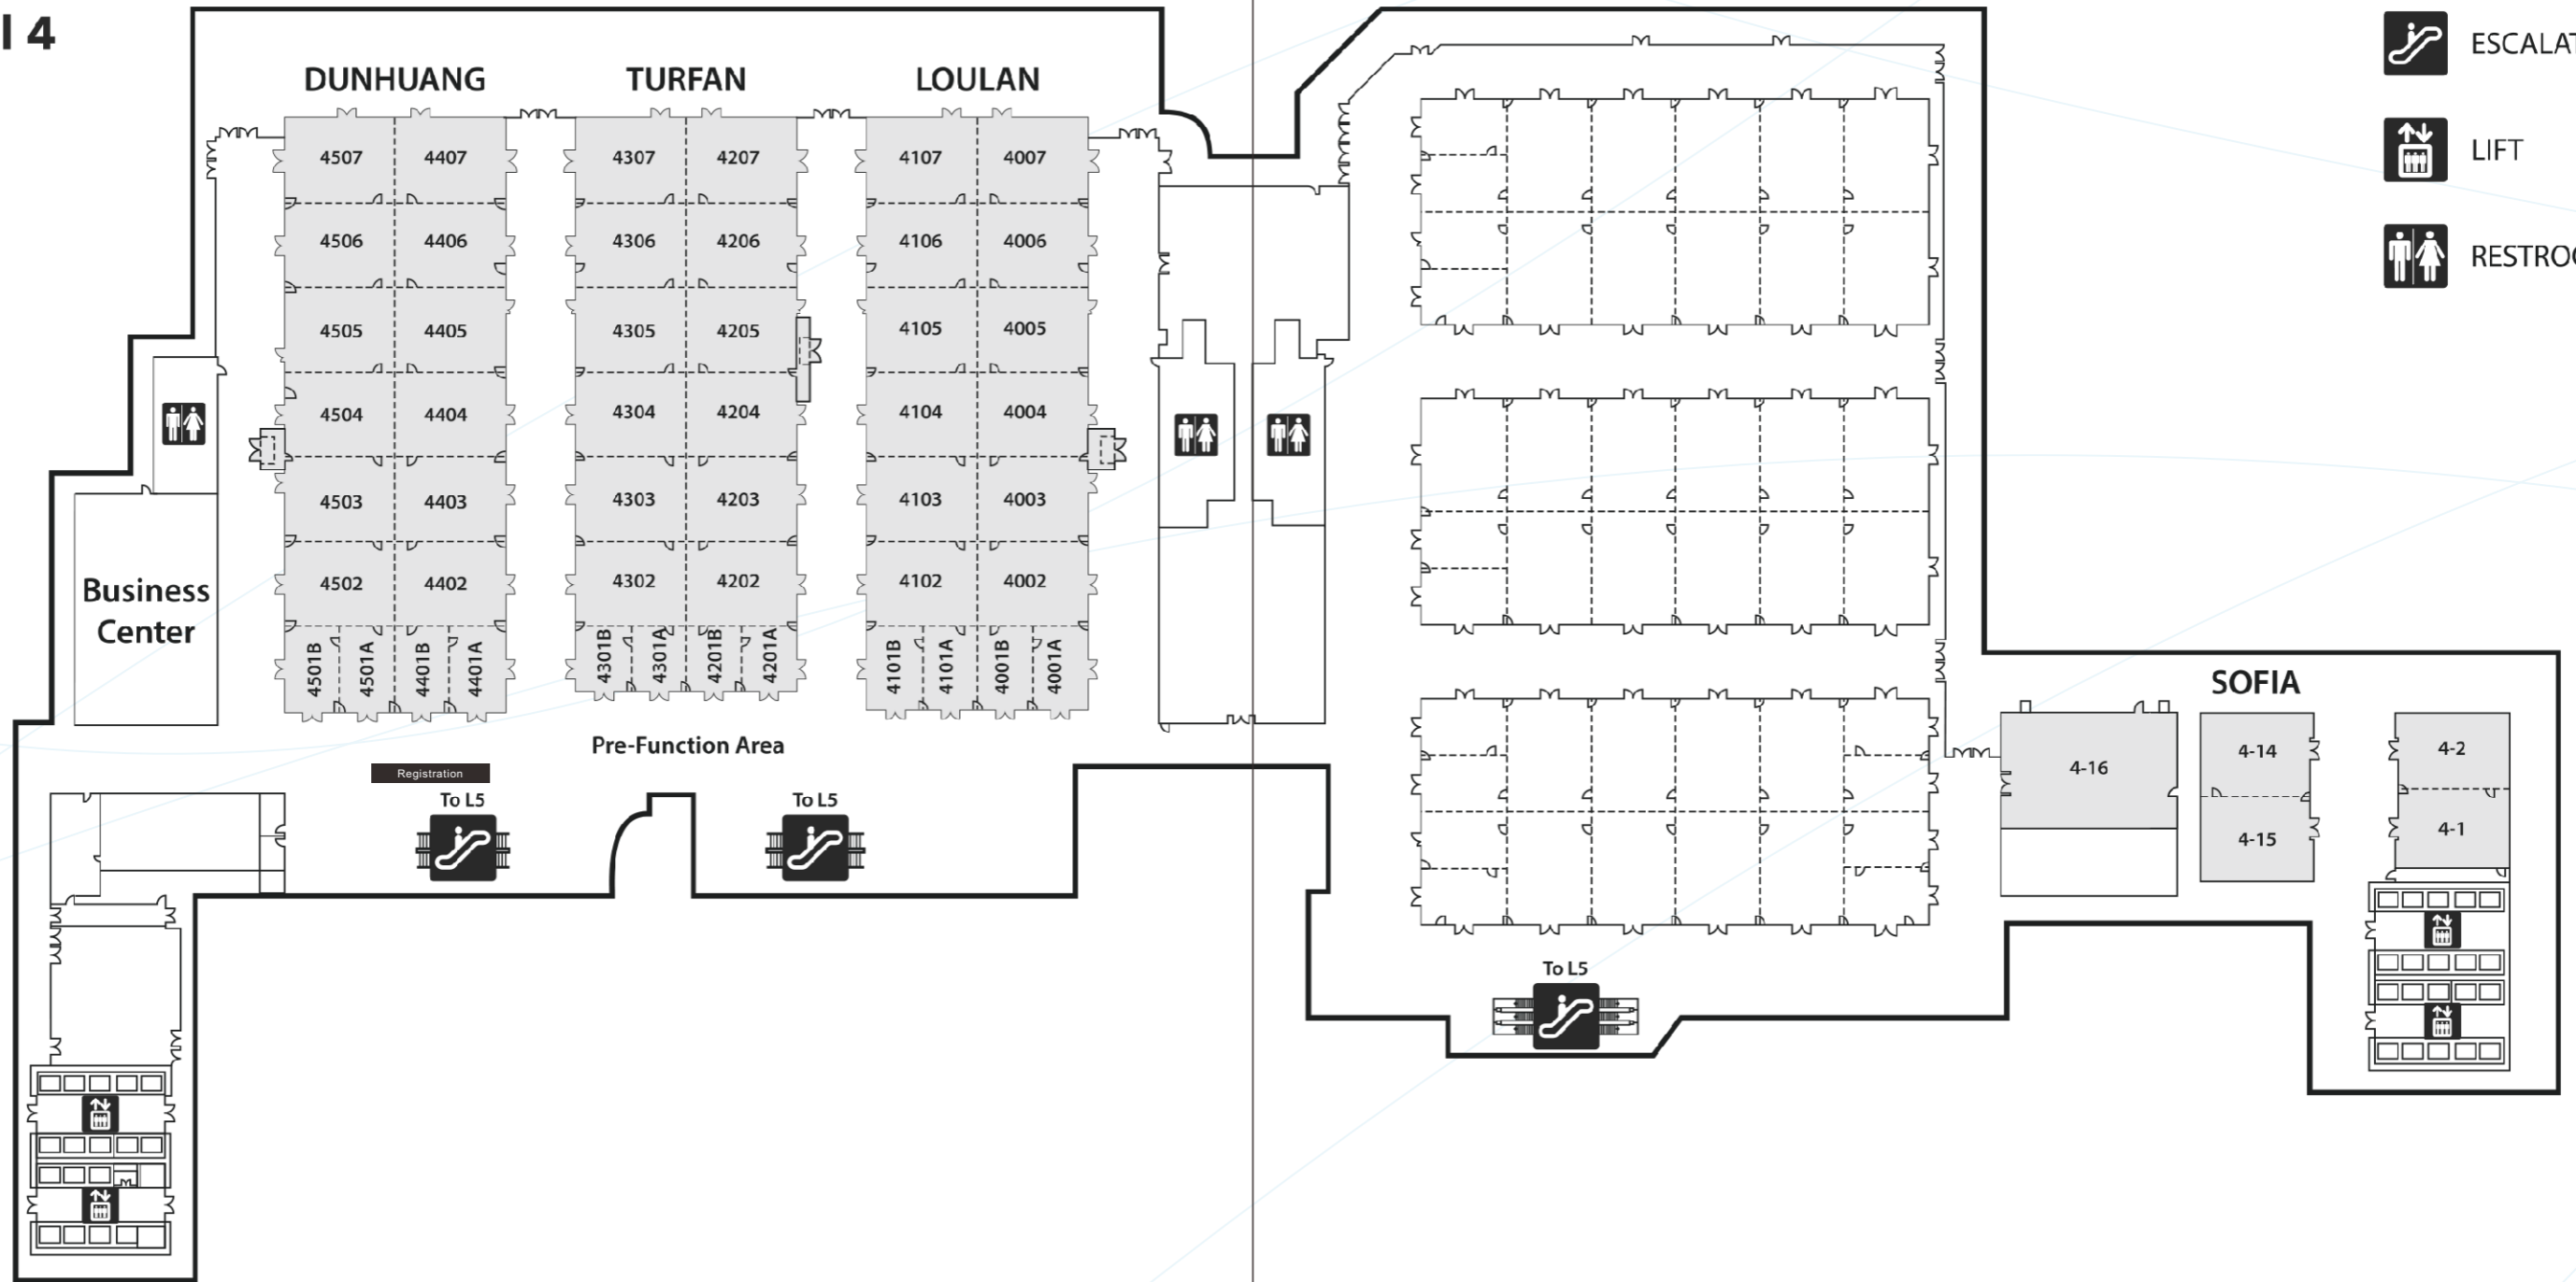 l 4
ESCALAT
LIFT
RESTROO
DUNHUANG
TURFAN
LOULAN
4507 4407 4307 4207 4107 4007
4506 4406 4306 4206 4106 4006
4505 4405 4305 4205 4105 4005
4504 4404 4304 4204 4104 4004
4503 4403 4303 4203 4103 4003
4502 4402 4302 4202 4102 4002
4501B 4501A 4401B 4401A 4301B 4301A 4201B 4201A 4101B 4101A 4001B 4001A
Business
Center
Pre-Function Area
Registration
To L5
To L5
To L5
SOFIA
4-16
4-14
4-15
4-2
4-1